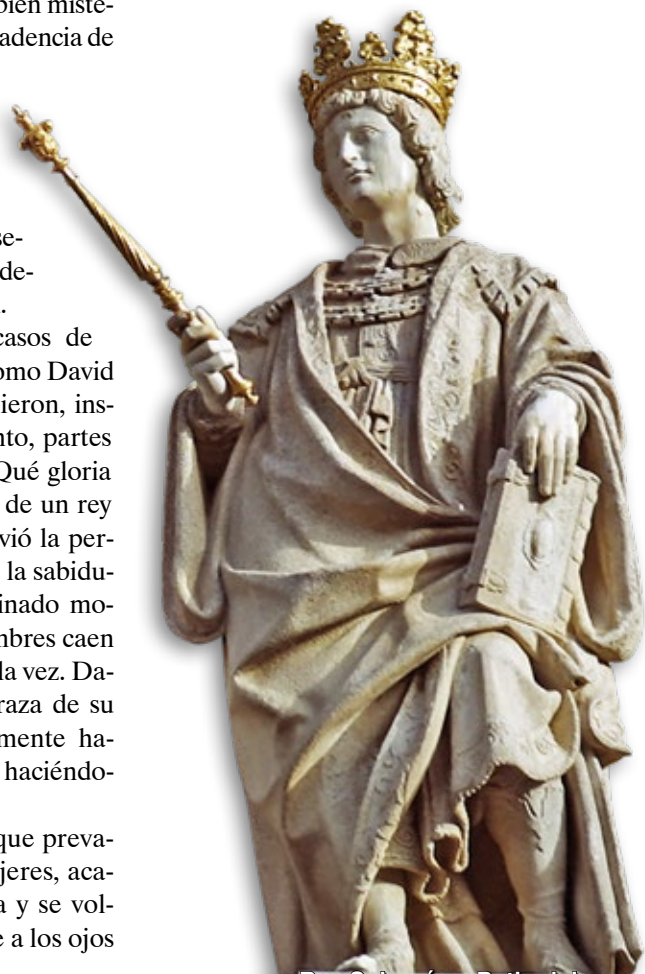 bién miste-
adencia de
se-
de-
.
casos de
omo David
ieron, ins-
nto, partes
Qué gloria
de un rey
vió la per-
la sabidu-
inado mo-
mbres caen
la vez. Da-
raza de su
mente ha-
haciéndo-
que preva-
jeres, aca-
a y se vol-
e a los ojos